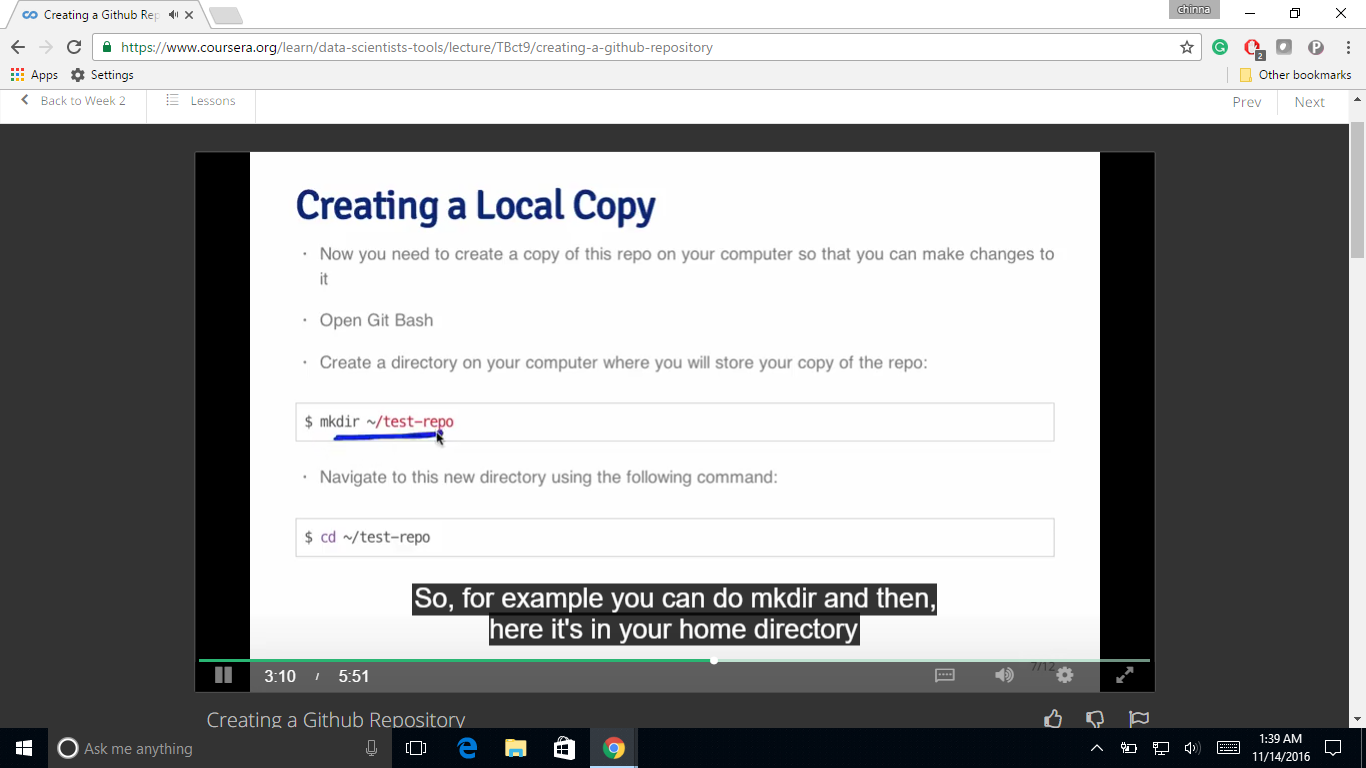 Creating a Github Rep
chinna
https://www.coursera.org/learn/data-scientists-tools/lecture/TBct9/creating-a-github-repository
2
Apps
Settings
Other bookmarks
Back to Week 2
Lessons
Prev
Next
Creating a Local Copy
· Now you need to create a copy of this repo on your computer so that you can make changes to
it
· Open Git Bash
· Create a directory on your computer where you will store your copy of the repo:
$ mkdir ~/test-repo
· Navigate to this new directory using the following command:
$ cd ~/test-repo
So, for example you can do mkdir and then,
here it's in your home directory
7/12
3:10 / 5:51
Creating a Github Repository
Ask me anything
1:39 AM
11/14/2016